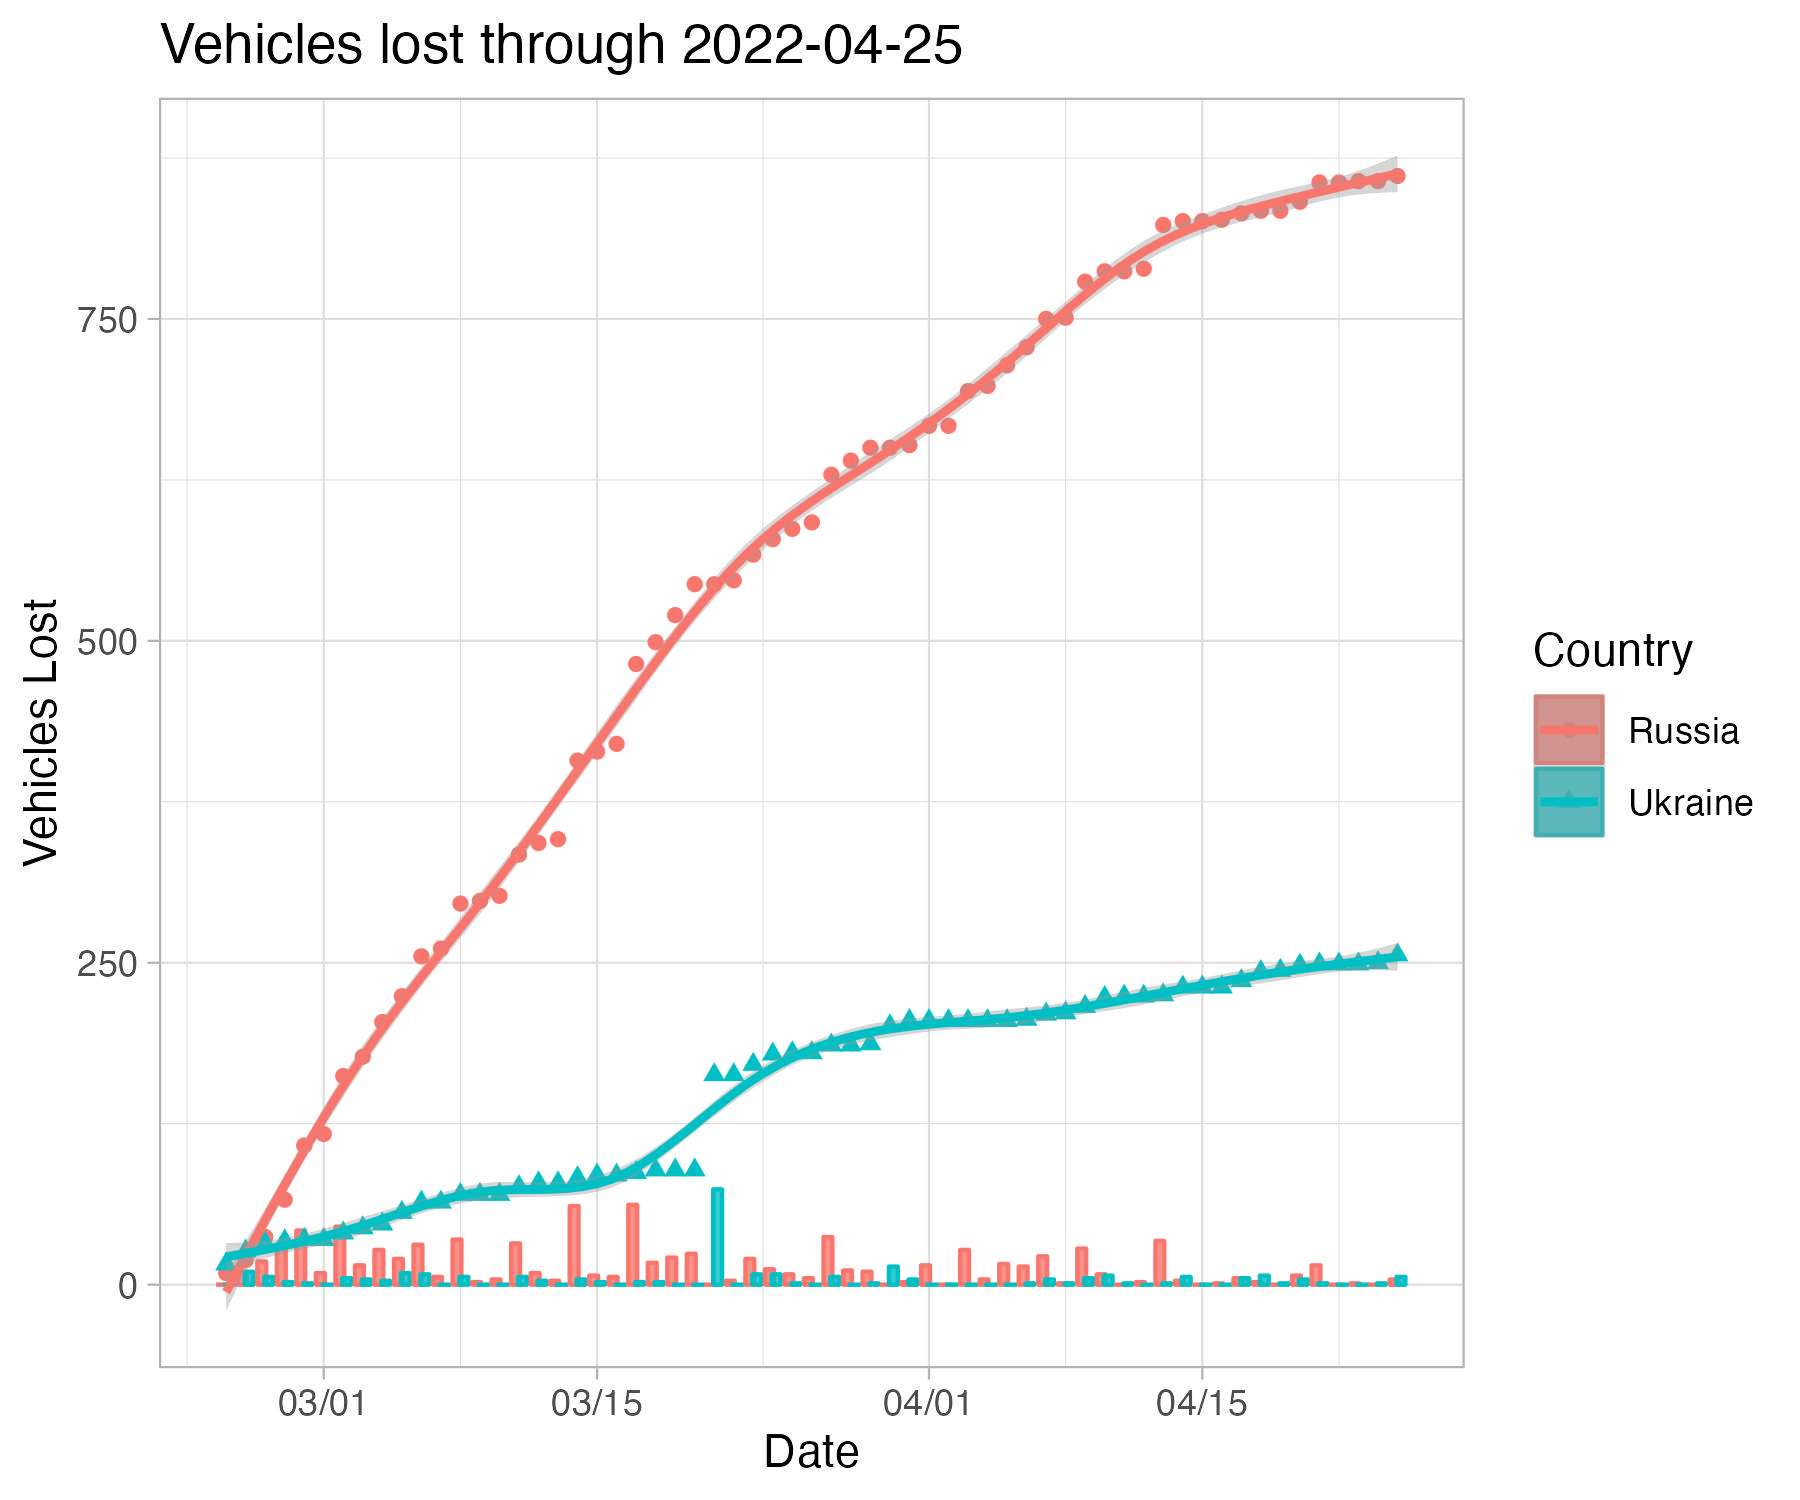 Vehicles lost through 2022-04-25
Vehicles Lost
750
500
250
0
03/01 03/15 04/01 04/15
Date
Country
Russia
Ukraine